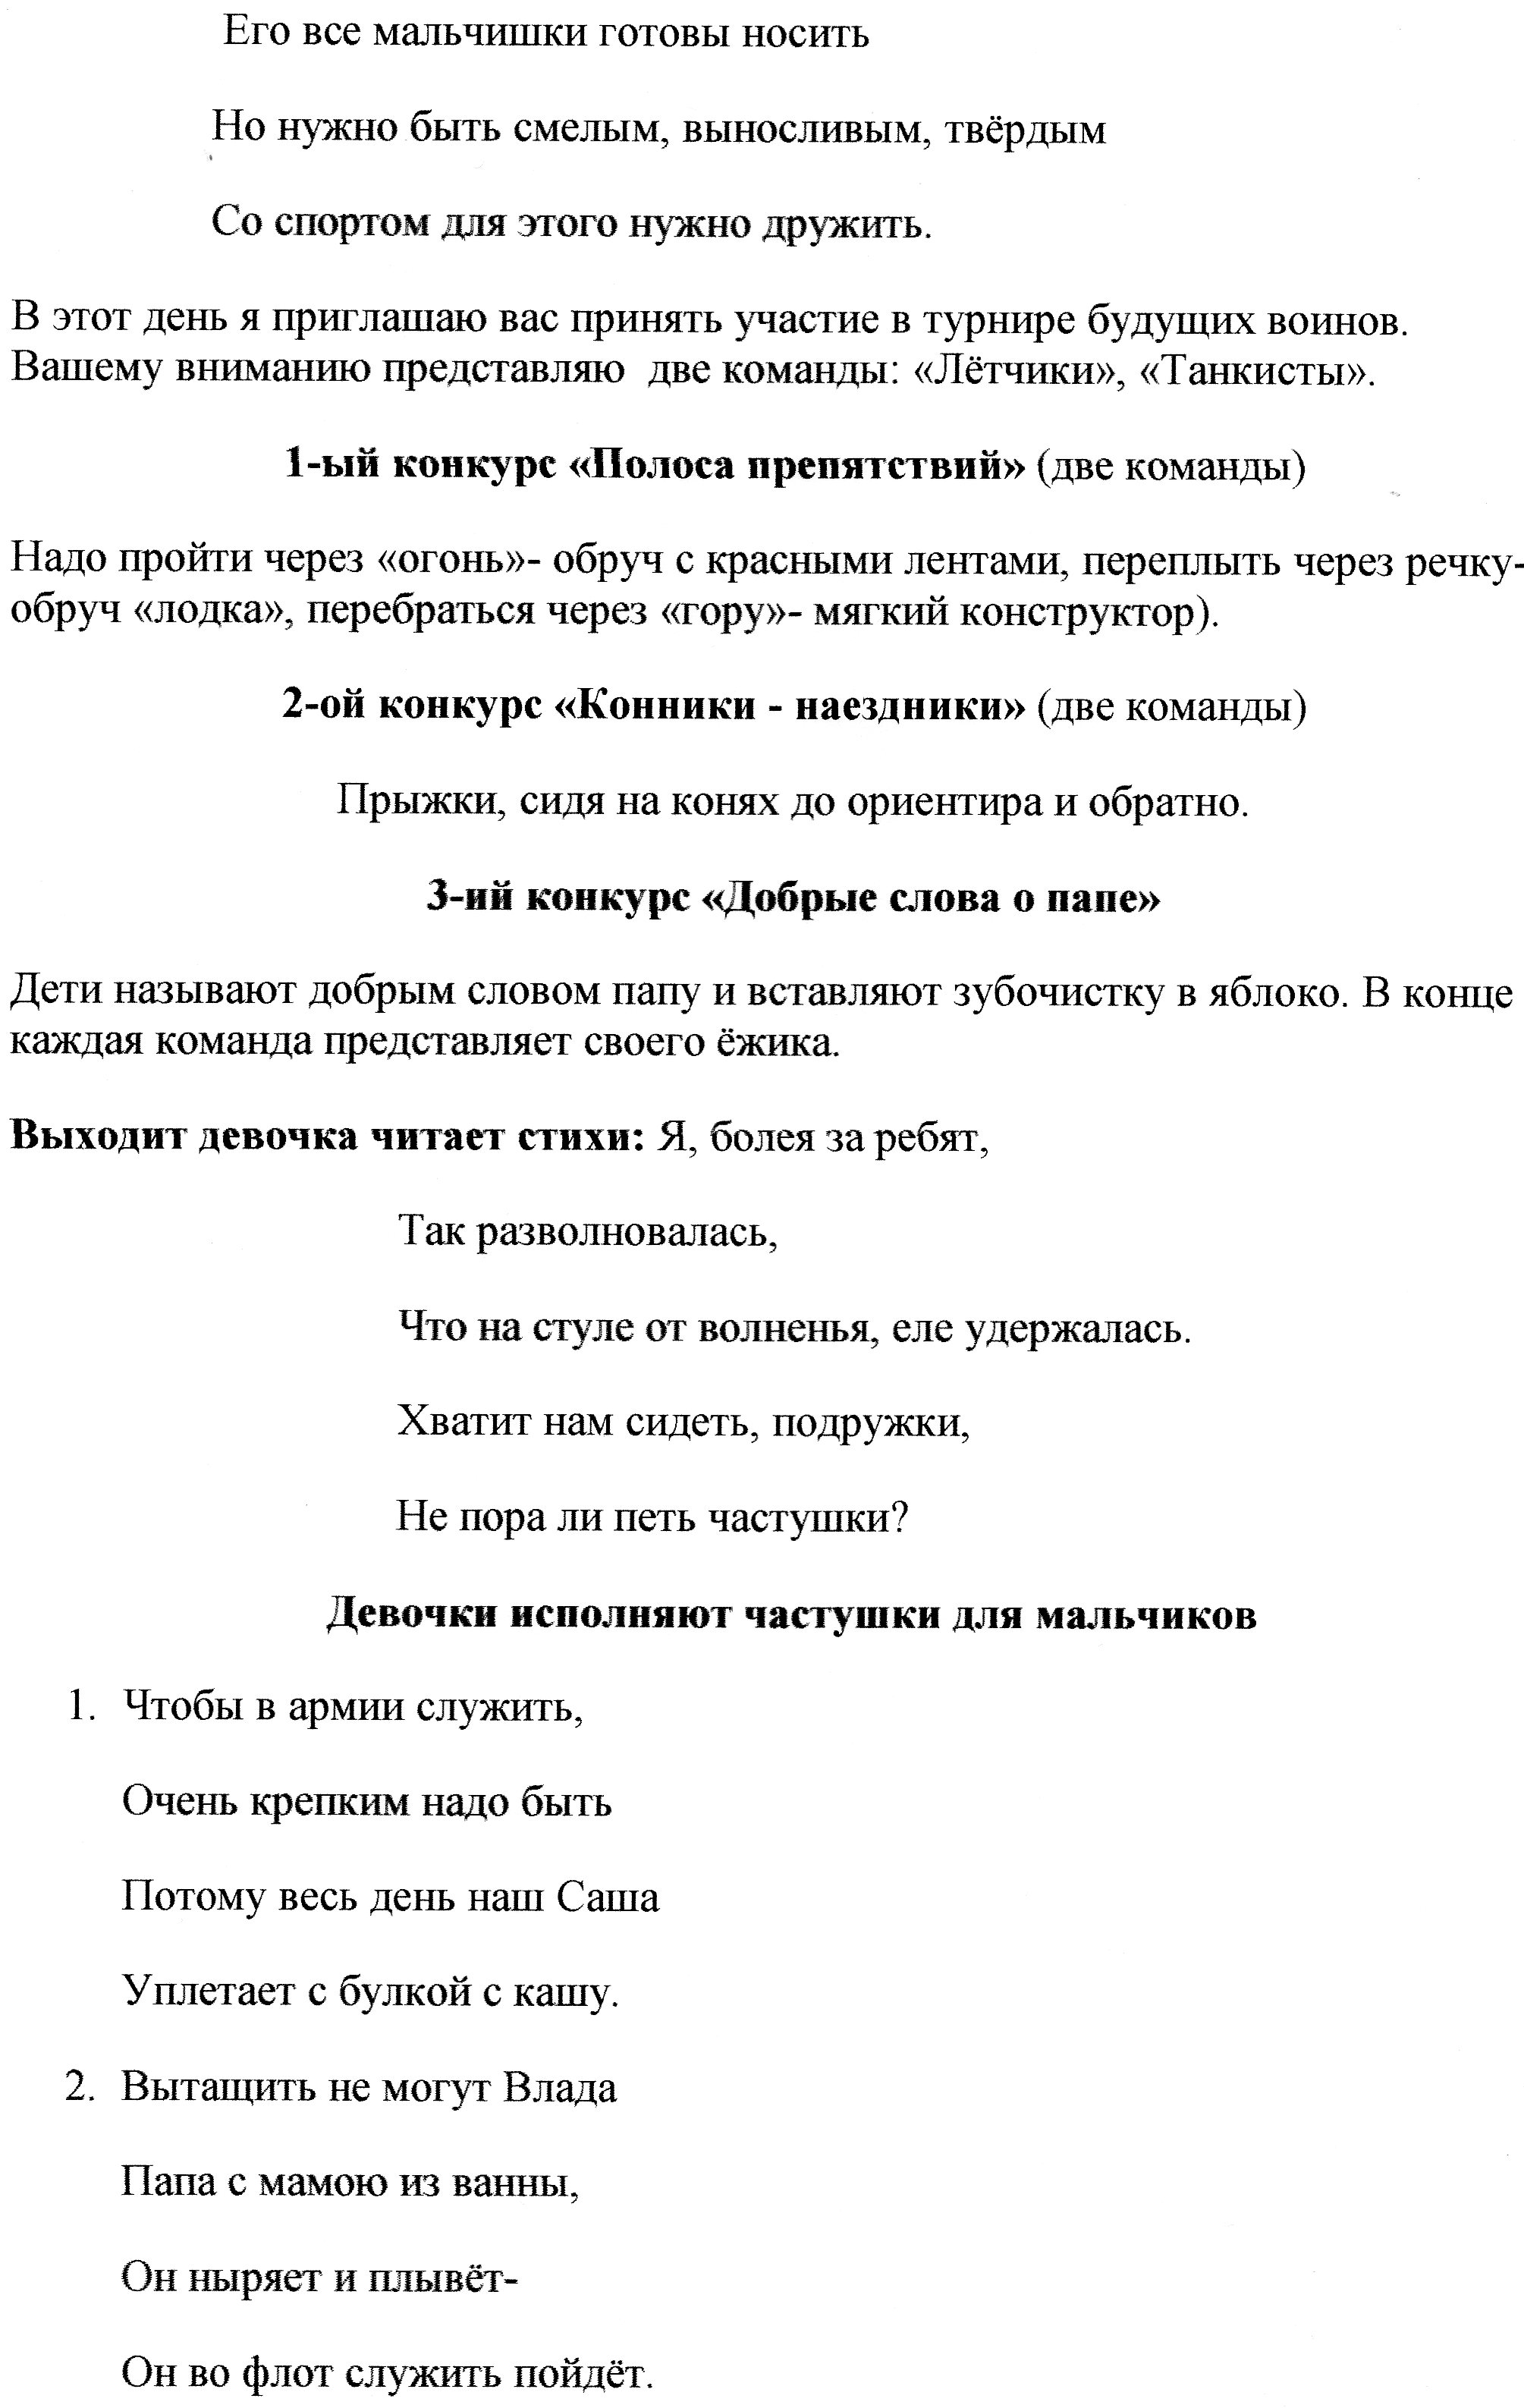 Его все мальчишки готовы носить
Но нужно быть смелым, выносливым, твёрдым
Со спортом для этого нужно дружить.
В этот день я приглашаю вас принять участие в турнире будущих воинов.
Вашему вниманию представляю две команды: «Лётчики», «Танкисты».
1-ый конкурс «Полоса препятствий» (две команды)
Надо пройти через «огонь»- обруч с красными лентами, переплыть через речку-
обруч «лодка», перебраться через «гору»- мягкий конструктор).
2-ой конкурс «Конники - наездники» (две команды)
Прыжки, сидя на конях до ориентира и обратно.
3-ий конкурс «Добрые слова о папе»
Дети называют добрым словом папу и вставляют зубочистку в яблоко. В конце
каждая команда представляет своего ёжика.
Выходит девочка читает стихи: Я, болея за ребят,
Так разволновалась,
Что на стуле от волненья, еле удержалась.
Хватит нам сидеть, подружки,
Не пора ли петь частушки?
Девочки исполняют частушки для мальчиков
1. Чтобы в армии служить,
Очень крепким надо быть
Потому весь день наш Саша
Уплетает с булкой с кашу.
2. Вытащить не могут Влада
Папа с мамою из ванны,
Он ныряет и плывёт-
Он во флот служить пойдёт.